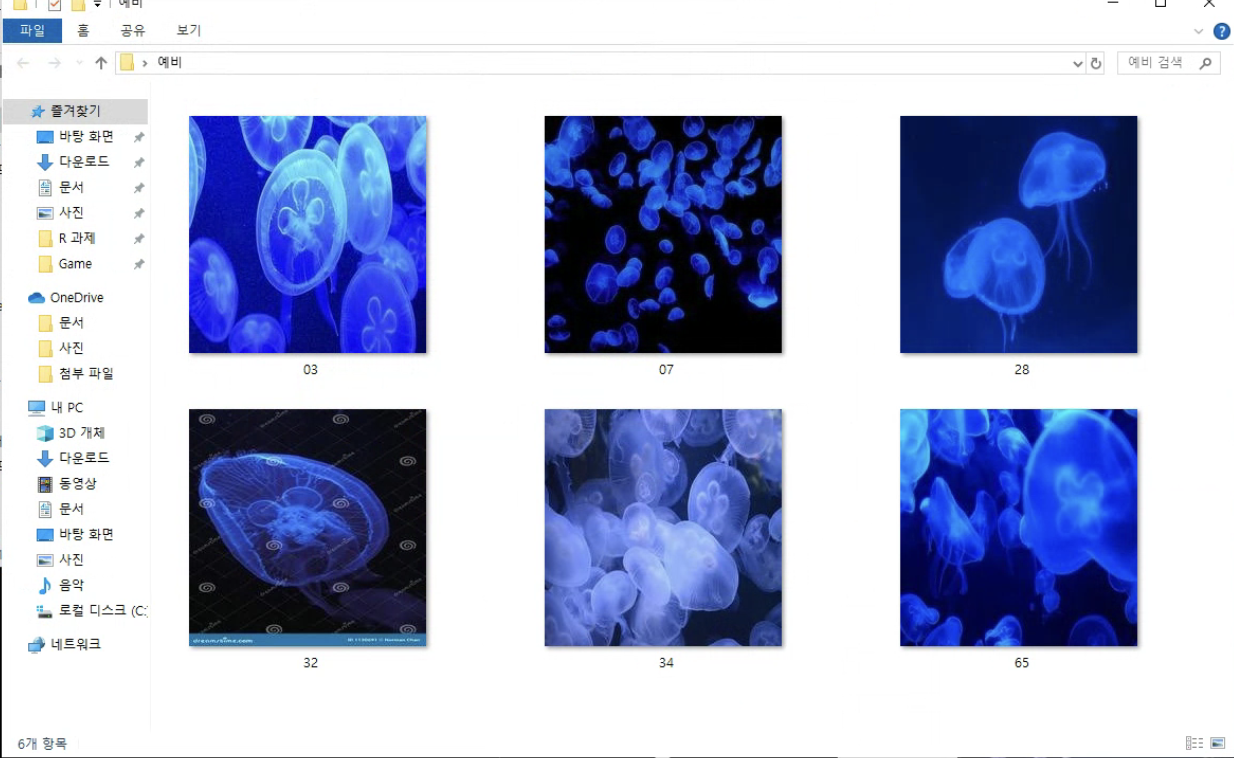 예비
파일 홈 공유 보기
예비
예비 검색
즐겨찾기
바탕 화면
다운로드
문서
사진
R 과제
Game
OneDrive
문서
사진
첨부 파일
내 PC
3D 개체
다운로드
동영상
문서
바탕 화면
사진
음악
로컬 디스크 (C:)
네트워크
03
07
28
dreamstime.com
32
34
65
6개 항목